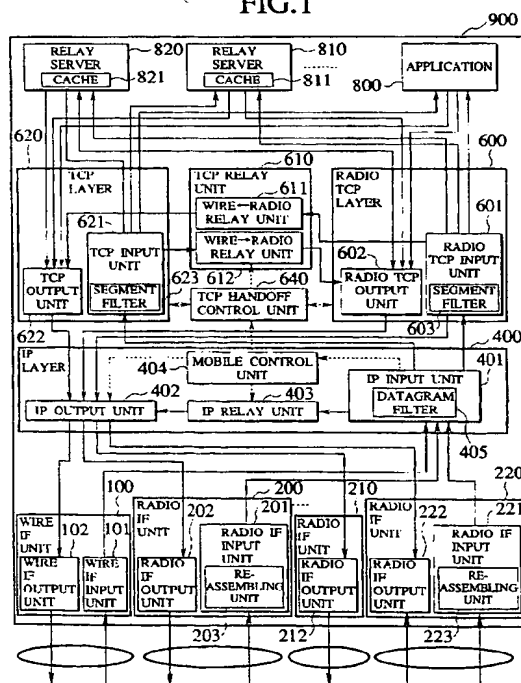 FIG.1
900
RELAY
SERVER
CACHE
820
821
RELAY
SERVER
CACHE
810
811
APPLICATION
800
620
TCP
LAYER
610
TCP RELAY
UNIT
611
WIRE←RADIO
RELAY UNIT
WIRE→RADIO
RELAY UNIT
612
600
RADIO
TCP
LAYER
601
621
TCP INPUT
UNIT
SEGMENT
FILTER
623
TCP
OUTPUT
UNIT
622
640
TCP HANDOFF
CONTROL UNIT
602
RADIO TCP
OUTPUT
UNIT
RADIO
TCP INPUT
UNIT
SEGMENT
FILTER
603
400
IP
LAYER
404
MOBILE CONTROL
UNIT
401
IP INPUT UNIT
DATAGRAM
FILTER
405
402
IP OUTPUT UNIT
403
IP RELAY UNIT
100
WIRE
IF
UNIT
102
101
WIRE IF
OUTPUT
UNIT
WIRE IF
INPUT
UNIT
200
RADIO
IF
UNIT
202
201
RADIO
IF
OUTPUT
UNIT
RADIO IF
INPUT
UNIT
RE-
ASSEMBLING
UNIT
203
210
RADIO
IF
UNIT
RADIO
IF
OUTPUT
UNIT
212
220
RADIO
IF
UNIT
222
221
RADIO
IF
OUTPUT
UNIT
RADIO IF
INPUT
UNIT
RE-
ASSEMBLING
UNIT
223